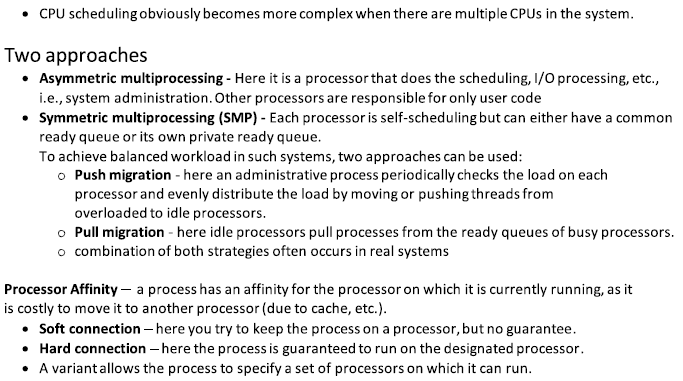 • CPU scheduling obviously becomes more complex when there are multiple CPUs in the system.
Two approaches
• Asymmetric multiprocessing - Here it is a processor that does the scheduling, I/O processing, etc.,
i.e., system administration. Other processors are responsible for only user code
• Symmetric multiprocessing (SMP) - Each processor is self-scheduling but can either have a common
ready queue or its own private ready queue.
To achieve balanced workload in such systems, two approaches can be used:
o Push migration - here an administrative process periodically checks the load on each
processor and evenly distribute the load by moving or pushing threads from
overloaded to idle processors.
o Pull migration - here idle processors pull processes from the ready queues of busy processors.
o combination of both strategies often occurs in real systems
Processor Affinity — a process has an affinity for the processor on which it is currently running, as it
is costly to move it to another processor (due to cache, etc.).
• Soft connection — here you try to keep the process on a processor, but no guarantee.
• Hard connection — here the process is guaranteed to run on the designated processor.
• A variant allows the process to specify a set of processors on which it can run.